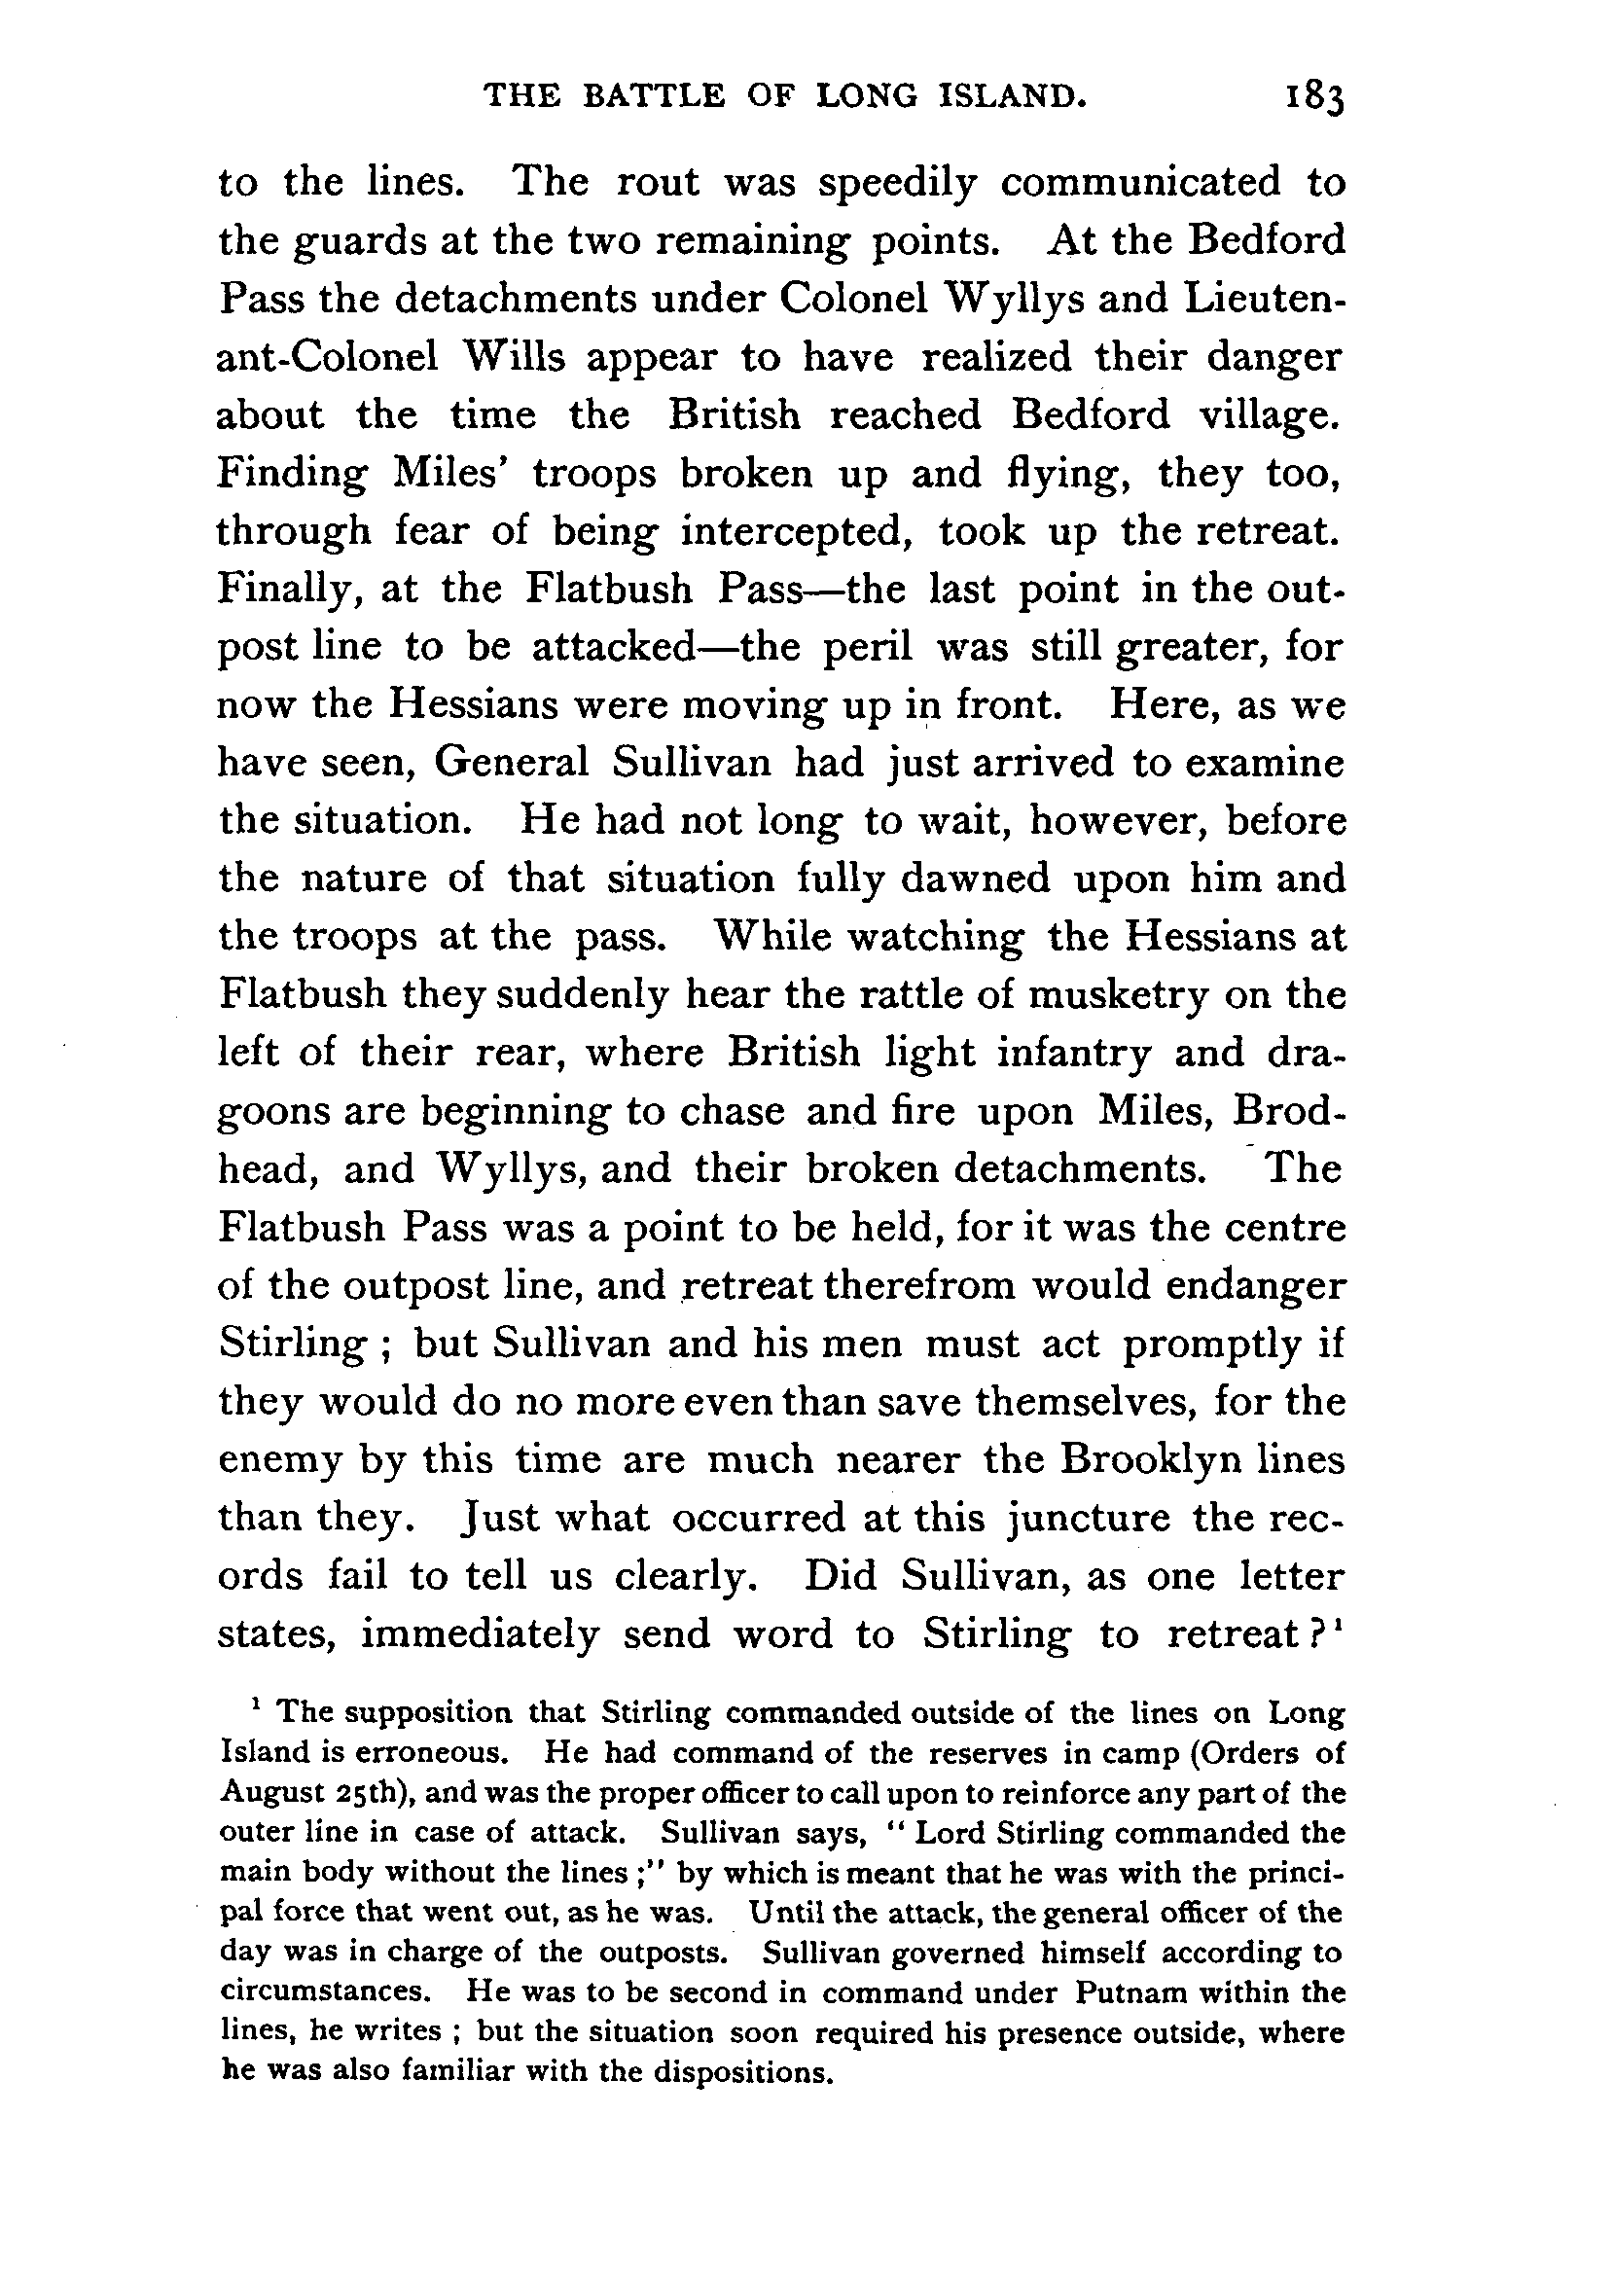 THE BATTLE OF LONG ISLAND. 183
to the lines. The rout was speedily communicated to
the guards at the two remaining points. At the Bedford
Pass the detachments under Colonel Wyllys and Lieuten-
ant-Colonel Wills appear to have realized their danger
about the time the British reached Bedford village.
Finding Miles' troops broken up and flying, they too,
through fear of being intercepted, took up the retreat.
Finally, at the Flatbush Pass—the last point in the out-
post line to be attacked—the peril was still greater, for
now the Hessians were moving up in front. Here, as we
have seen, General Sullivan had just arrived to examine
the situation. He had not long to wait, however, before
the nature of that situation fully dawned upon him and
the troops at the pass. While watching the Hessians at
Flatbush they suddenly hear the rattle of musketry on the
left of their rear, where British light infantry and dra-
goons are beginning to chase and fire upon Miles, Brod-
head, and Wyllys, and their broken detachments. The
Flatbush Pass was a point to be held, for it was the centre
of the outpost line, and retreat therefrom would endanger
Stirling ; but Sullivan and his men must act promptly if
they would do no more even than save themselves, for the
enemy by this time are much nearer the Brooklyn lines
than they. Just what occurred at this juncture the rec-
ords fail to tell us clearly. Did Sullivan, as one letter
states, immediately send word to Stirling to retreat ?¹
¹ The supposition that Stirling commanded outside of the lines on Long
Island is erroneous. He had command of the reserves in camp (Orders of
August 25th), and was the proper officer to call upon to reinforce any part of the
outer line in case of attack. Sullivan says, " Lord Stirling commanded the
main body without the lines ;" by which is meant that he was with the princi-
pal force that went out, as he was. Until the attack, the general officer of the
day was in charge of the outposts. Sullivan governed himself according to
circumstances. He was to be second in command under Putnam within the
lines, he writes ; but the situation soon required his presence outside, where
he was also familiar with the dispositions.